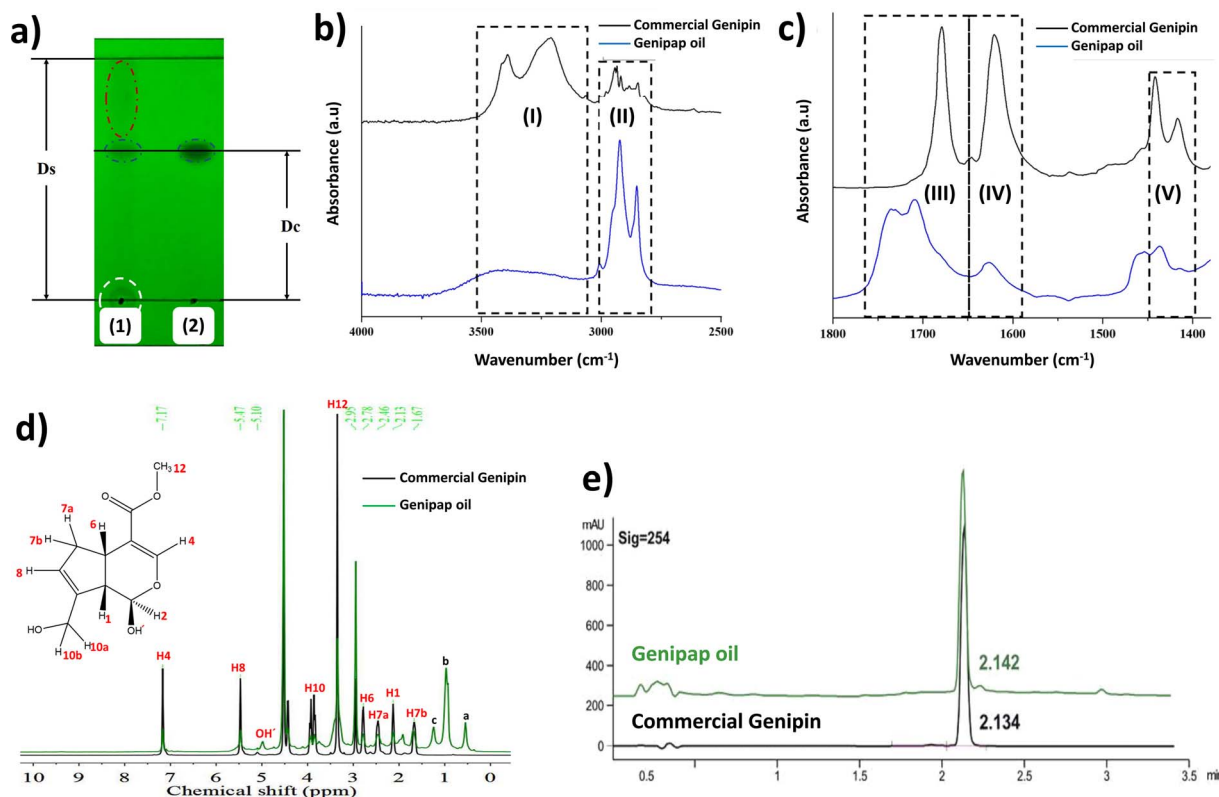 a)
Ds
Dc
(1)
(2)
b)
Commercial Genipin
Genipap oil
Absorbance (a.u)
(I)
(II)
4000
3500
3000
2500
Wavenumber (cm-1)
c)
Commercial Genipin
Genipap oil
Absorbance (a.u)
(III)
(IV)
(V)
1800
1700
1600
1500
1400
Wavenumber (cm-1)
d)
7.17
5.47
5.10
2.95
2.78
2.46
2.13
1.67
Commercial Genipin
Genipap oil
CH3 12
O
O
7a
H
6
H
7b
H
H 4
8 H
O
H
1
H2
OH´
HO
H10a
H
10b
H4
H8
OH´
H10
H12
H6
H7a
H1
H7b
c
b
a
10 9 8 7 6 5 4 3 2 1 0
Chemical shift (ppm)
e)
mAU
Sig=254
1000
800
600
400
200
0
Genipap oil
2.142
Commercial Genipin
2.134
0.5 1 1.5 2 2.5 3 3.5 min